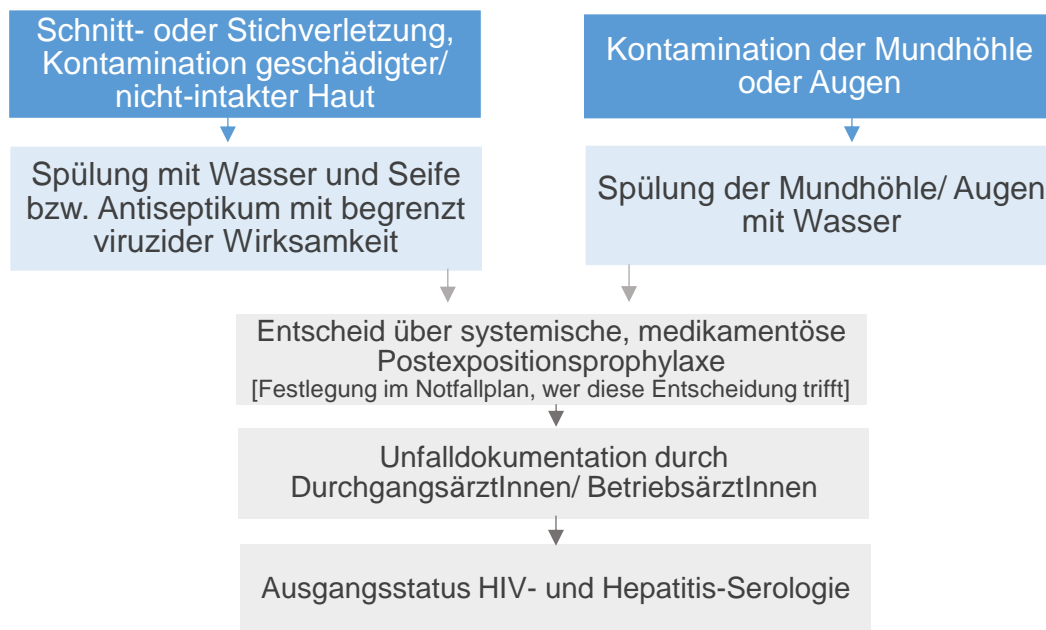 Schnitt- oder Stichverletzung,
Kontamination geschädigter/
nicht-intakter Haut
Kontamination der Mundhöhle
oder Augen
Spülung mit Wasser und Seife
bzw. Antiseptikum mit begrenzt
viruzider Wirksamkeit
Spülung der Mundhöhle/ Augen
mit Wasser
Entscheid über systemische, medikamentöse
Postexpositionsprophylaxe
[Festlegung im Notfallplan, wer diese Entscheidung trifft]
Unfalldokumentation durch
DurchgangsärztInnen/ BetriebsärztInnen
Ausgangsstatus HIV- und Hepatitis-Serologie